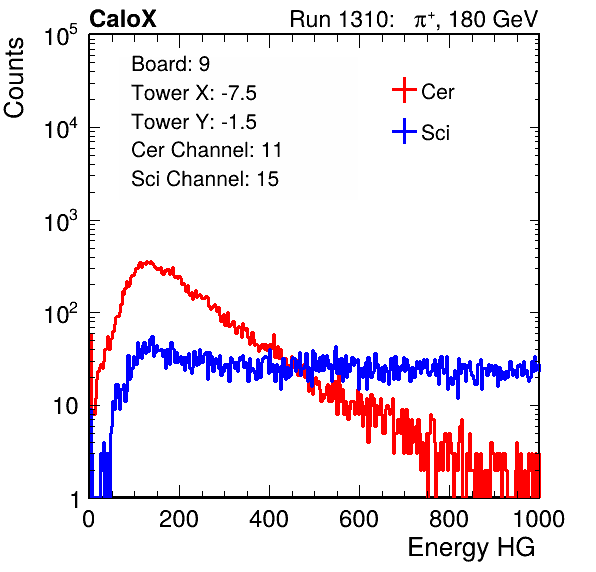 CaloX Run 1310: π⁺, 180 GeV
Counts
10⁵
10⁴
10³
10²
10
1
Board: 9
Tower X: -7.5
Tower Y: -1.5
Cer Channel: 11
Sci Channel: 15
Cer
Sci
0 200 400 600 800 1000
Energy HG